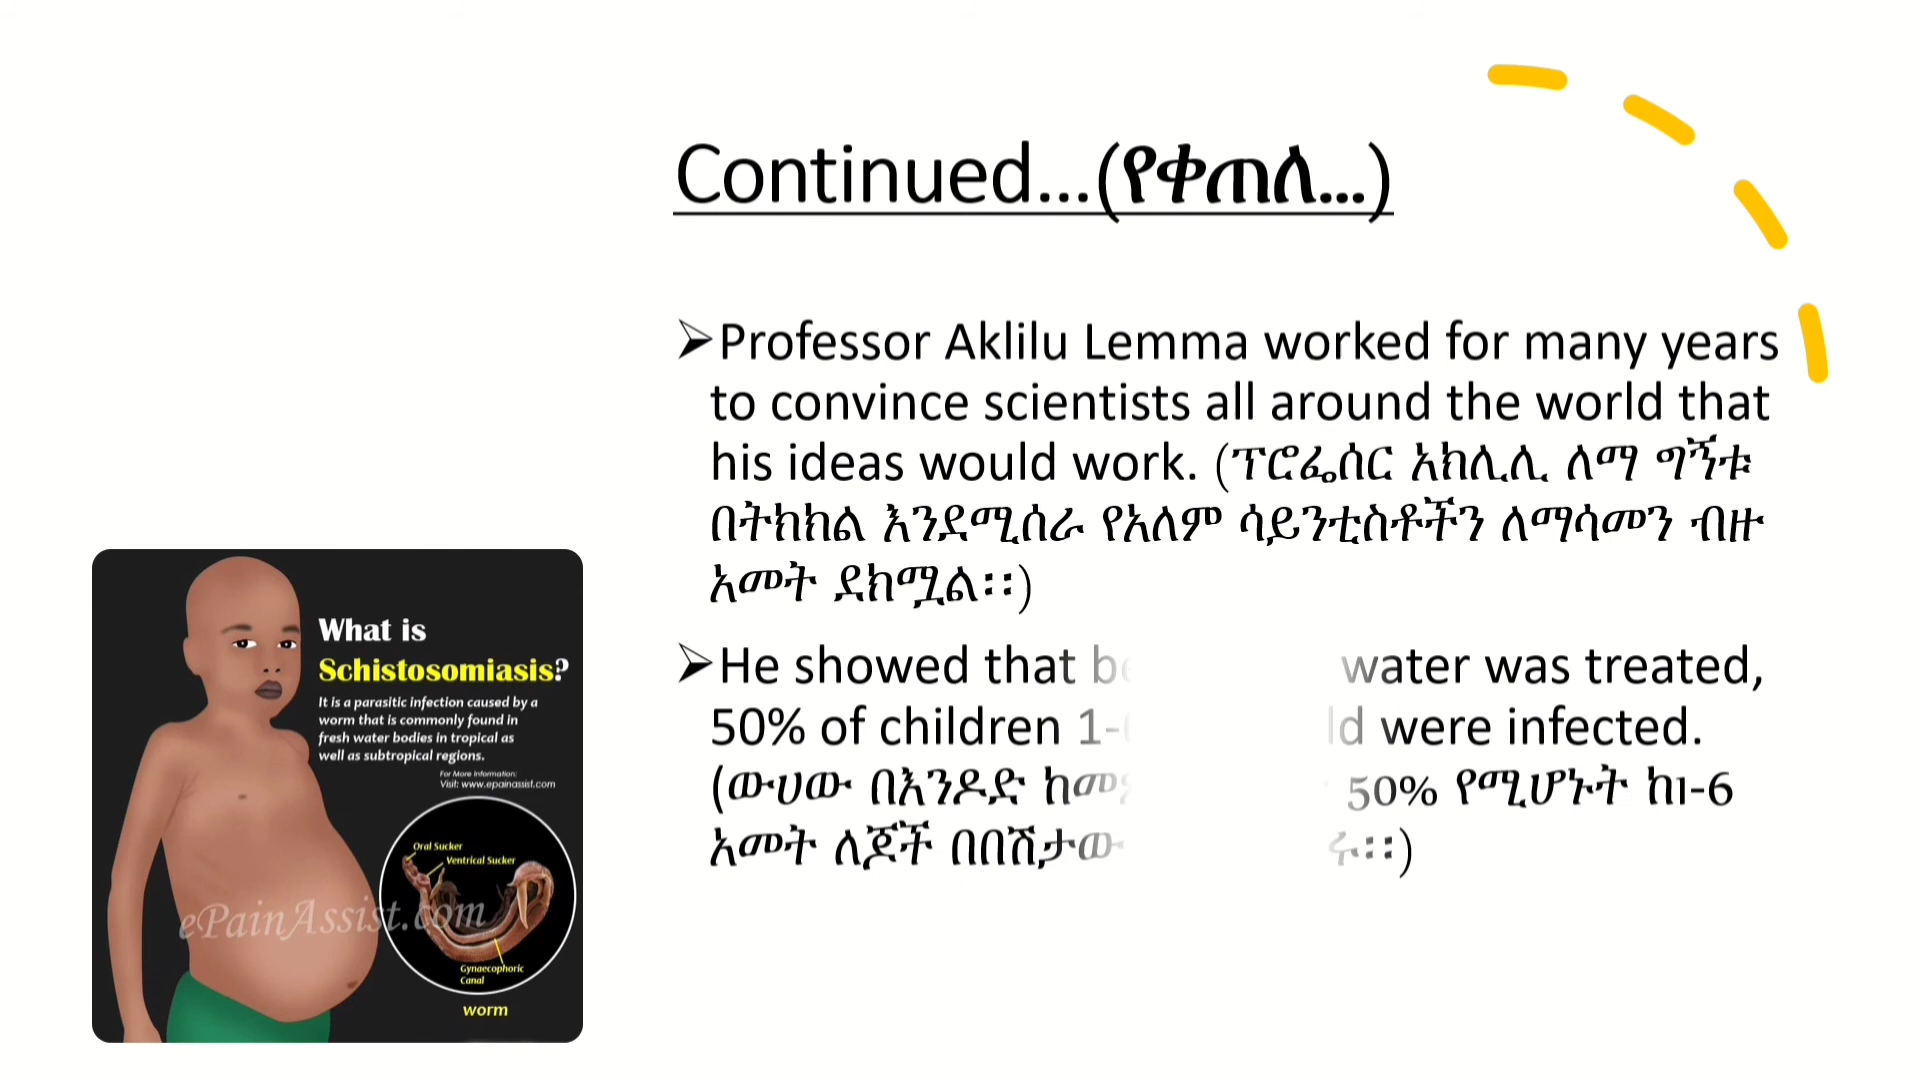 Continued...(የቀጠለ...)
➢Professor Aklilu Lemma worked for many years
to convince scientists all around the world that
his ideas would work. (ፕሮፌሰር አክሊሊ ለማ ግኝቱ
በትክክል እንደሚሰራ የአለም ሳይንቲስቶችን ለማሳመን ብዙ
አመት ደክሟል፡፡)
➢He showed that water was treated,
50% of children were infected.
(ውሀው በእንዶድ 50% የሚሆኑት ከ1-6
አመት ለጆች በበሽታው ፡፡)
What is
Schistosomiasis?
It is a parasitic infection caused by a
worm that is commonly found in
fresh water bodies in tropical as
well as subtropical regions.
For More Information:
Visit: www.epainassist.com
Oral Sucker
Ventrical Sucker
ePainAssist.com
Gynaecophoric
Canal
worm